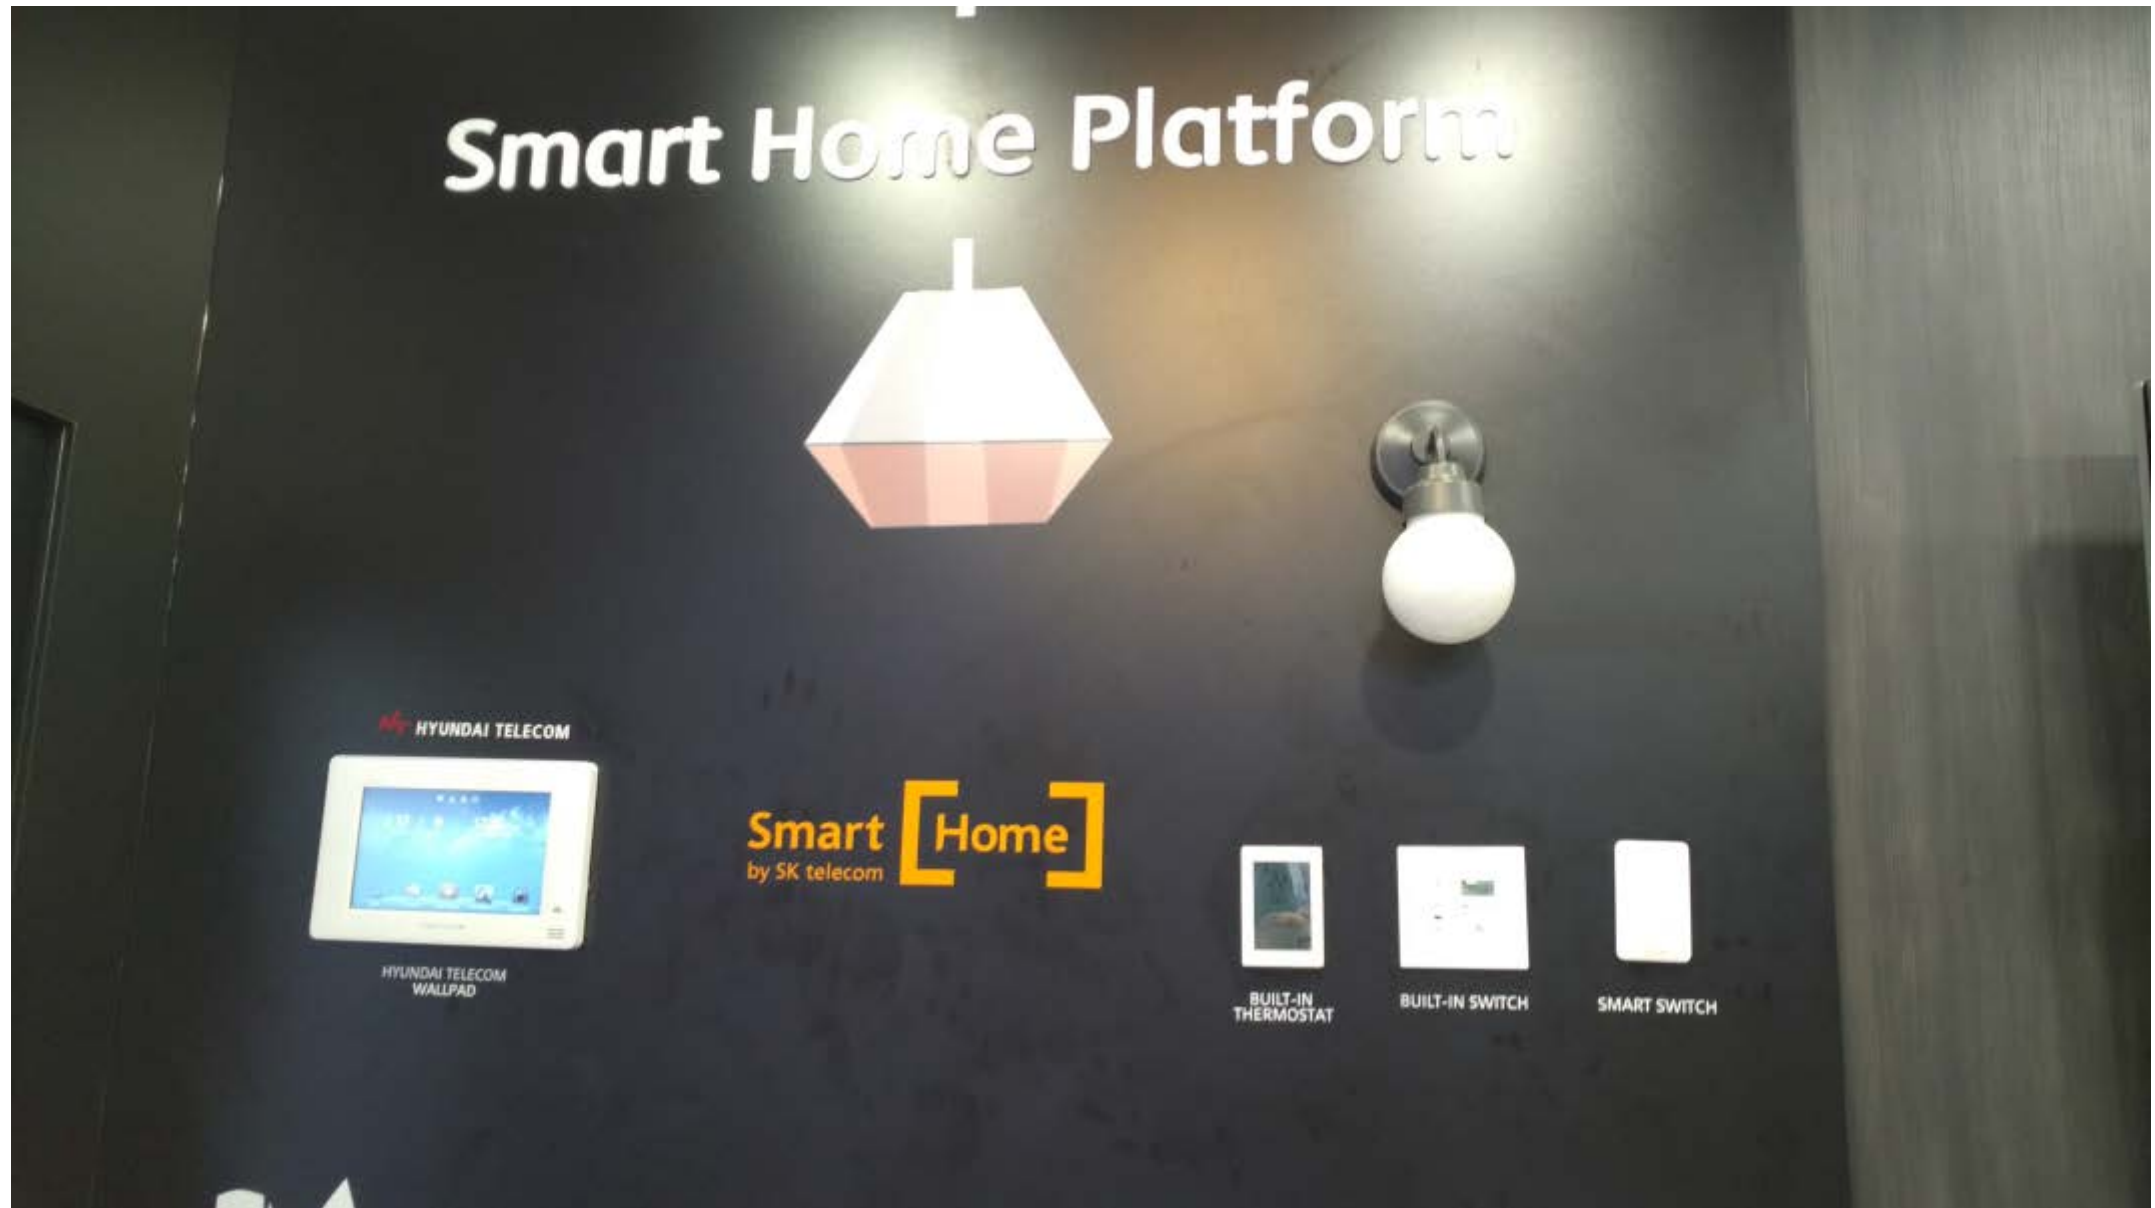 Smart Home Platform
HYUNDAI TELECOM
HYUNDAI TELECOM
WALLPAD
Smart [Home]
by SK telecom
BUILT-IN
THERMOSTAT
BUILT-IN SWITCH
SMART SWITCH